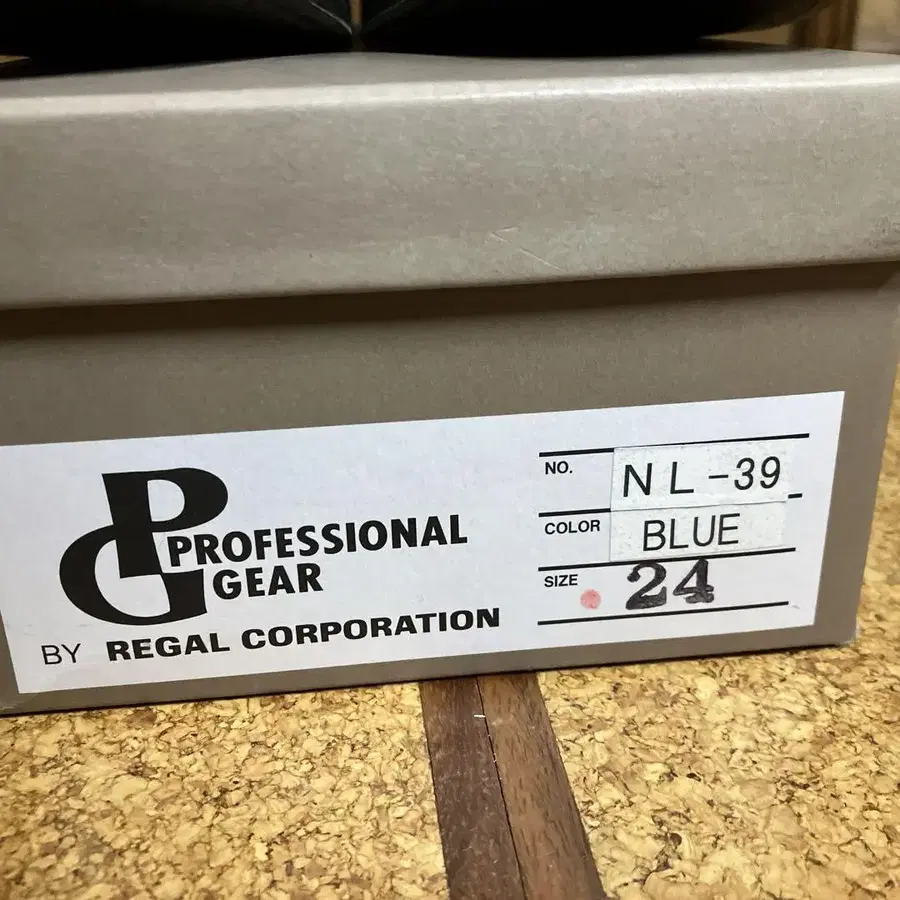 PG
PROFESSIONAL
GEAR
BY REGAL CORPORATION
NO. NL-39
COLOR BLUE
SIZE 24